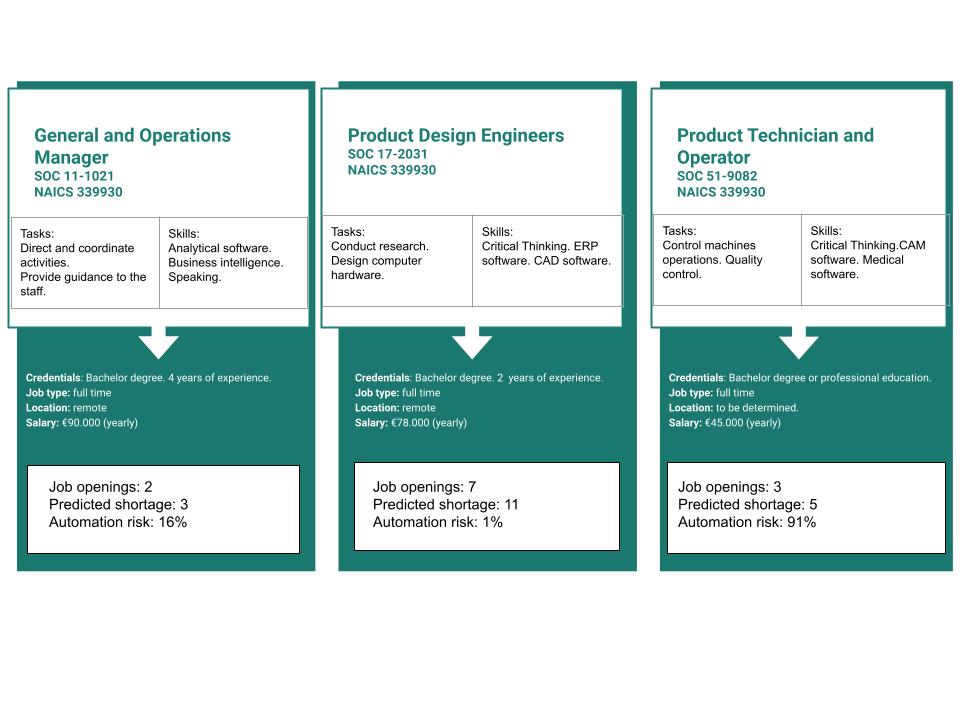 General and Operations
Manager
SOC 11-1021
NAICS 339930
Tasks:
Direct and coordinate
activities.
Provide guidance to the
staff.
Skills:
Analytical software.
Business intelligence.
Speaking.
Credentials: Bachelor degree. 4 years of experience.
Job type: full time
Location: remote
Salary: €90.000 (yearly)
Job openings: 2
Predicted shortage: 3
Automation risk: 16%
Product Design Engineers
SOC 17-2031
NAICS 339930
Tasks:
Conduct research.
Design computer
hardware.
Skills:
Critical Thinking. ERP
software. CAD software.
Credentials: Bachelor degree. 2  years of experience.
Job type: full time
Location: remote
Salary: €78.000 (yearly)
Job openings: 7
Predicted shortage: 11
Automation risk: 1%
Product Technician and
Operator
SOC 51-9082
NAICS 339930
Tasks:
Control machines
operations. Quality
control.
Skills:
Critical Thinking.CAM
software. Medical
software.
Credentials: Bachelor degree or professional education.
Job type: full time
Location: to be determined.
Salary: €45.000 (yearly)
Job openings: 3
Predicted shortage: 5
Automation risk: 91%